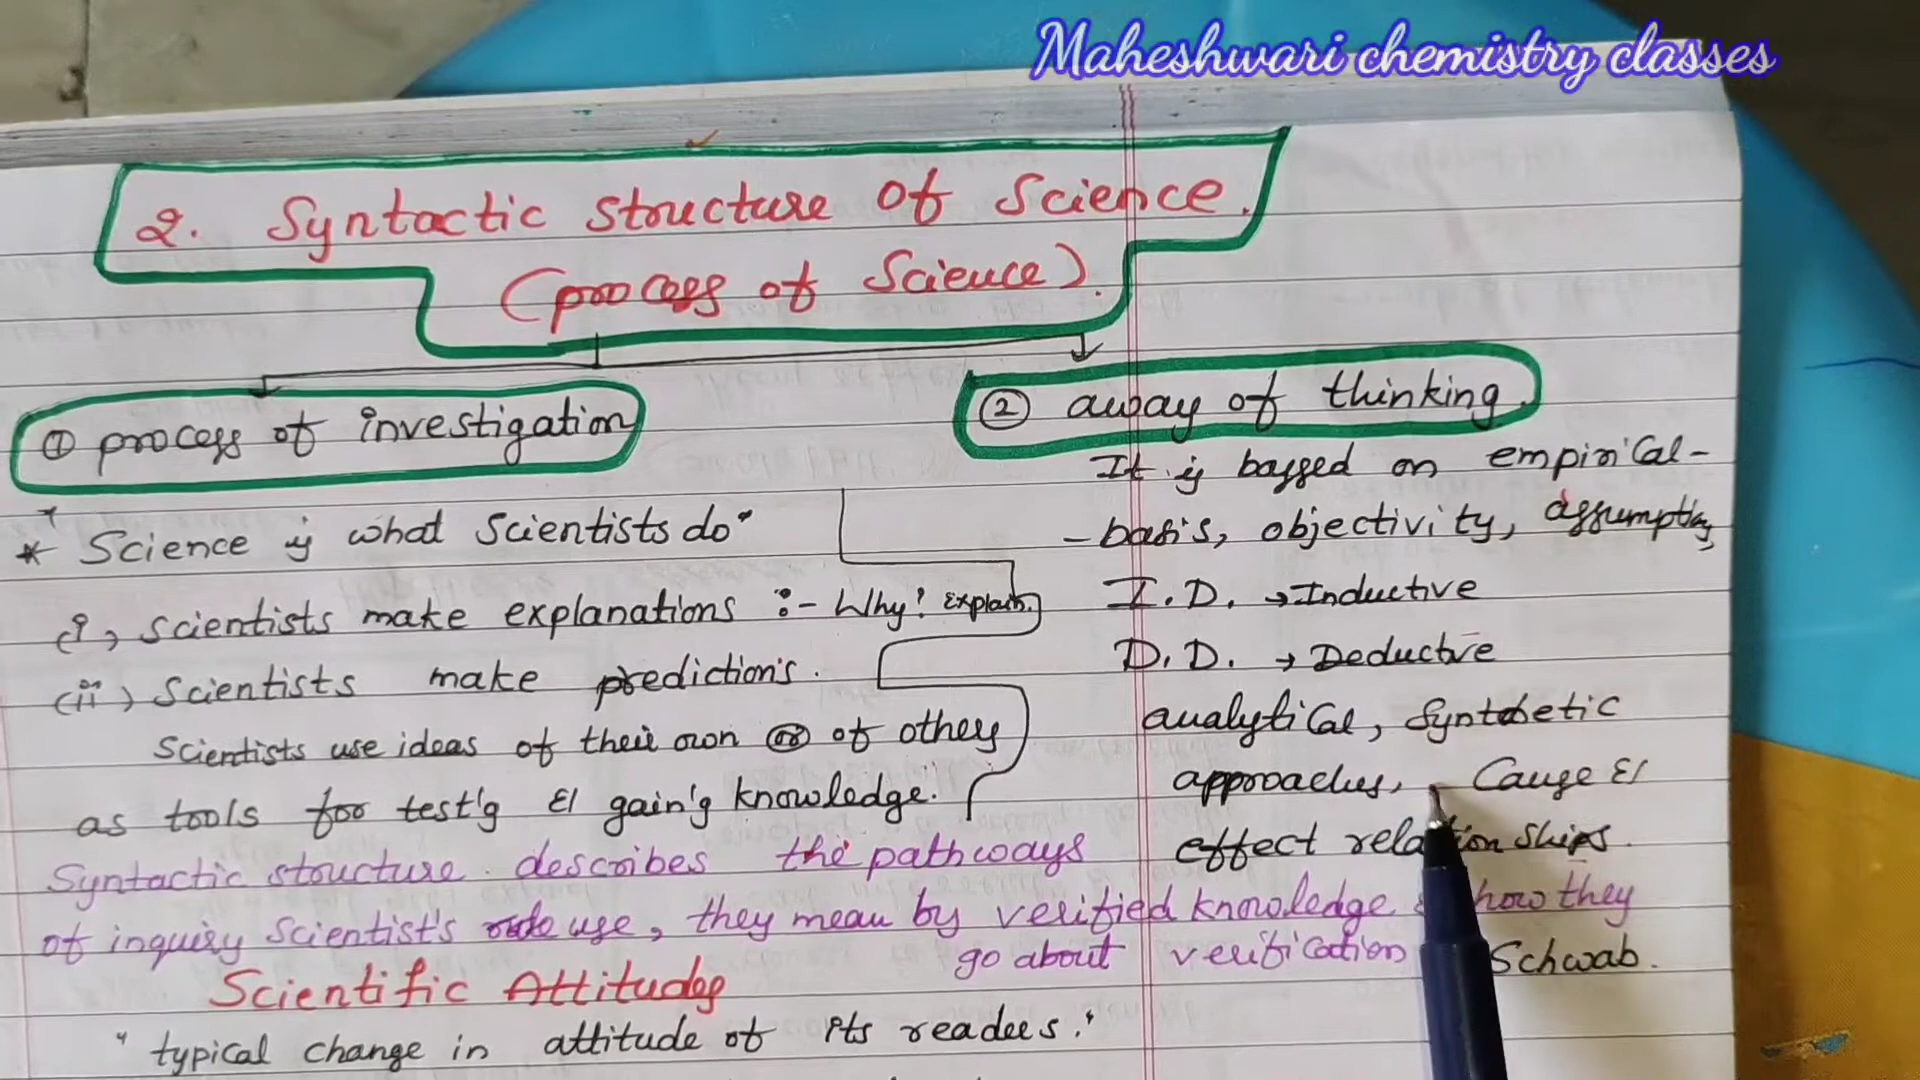 Maheshwari chemistry classes
2. Syntactic structure of Science.
(process of Science).
① process of investigation
* Science is what Scientists do"
(i) Scientists make explanations :- Why? Explain.
(ii) Scientists make predictions.
Scientists use ideas of their own or of others
as tools for test'g & gain'g knowledge.
② away of thinking.
It is bassed on empirical-
- basis, objectivity,
I.D. → Inductive
D.D. → Deductive
analytical, Synthetic
approaches, Cause &
effect relationships.
Syntactic structure describes the pathways
of inquiry Scientist's use, they mean by verified knowledge how they
go about verification Schwab.
Scientific Attitudes
" typical change in attitude of its readers."